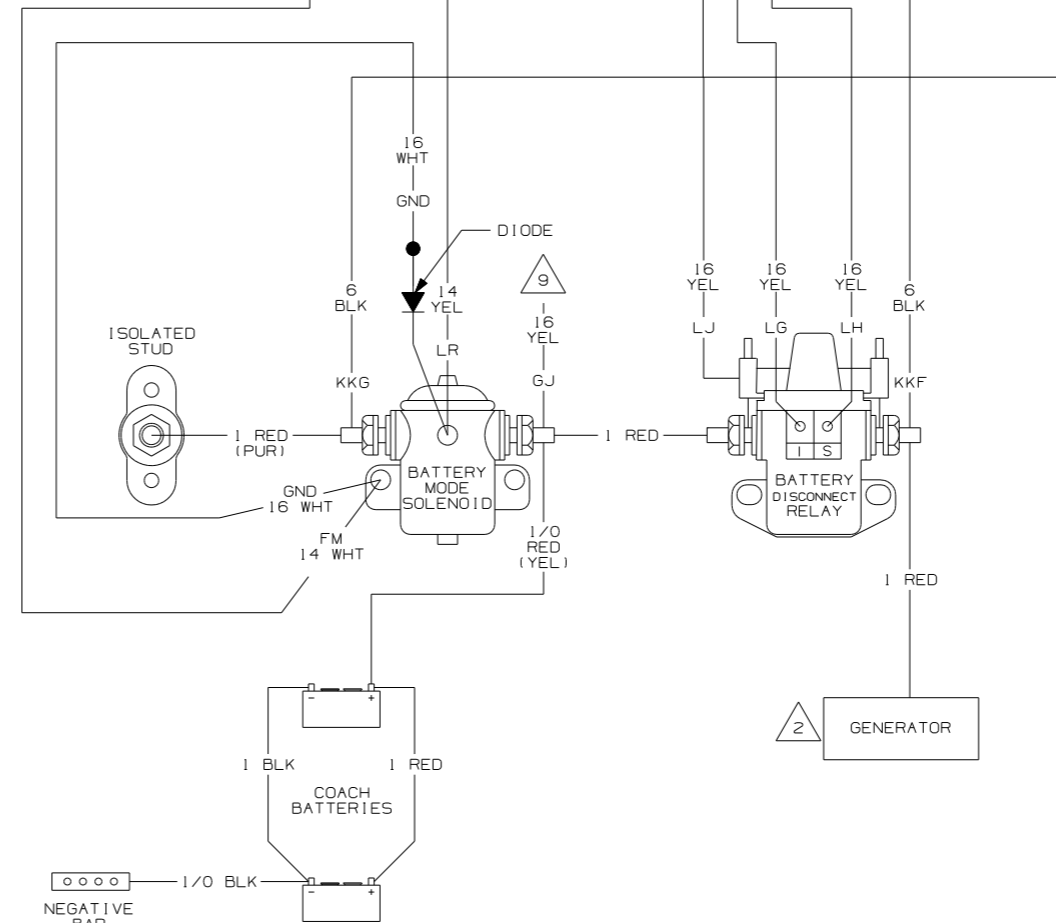 16
WHT
GND
DIODE
9
6
BLK
14
YEL
16
YEL
16
YEL
16
YEL
16
YEL
6
BLK
ISOLATED
STUD
LR
LJ
LG
LH
KKG
GJ
KKF
1 RED
(PUR)
1 RED
I S
BATTERY
MODE
SOLENOID
BATTERY
DISCONNECT
RELAY
GND
16 WHT
FM
14 WHT
1/0
RED
(YEL)
1 RED
- +
2
GENERATOR
1 BLK
1 RED
COACH
BATTERIES
1/0 BLK
- +
NEGATIVE
BAR